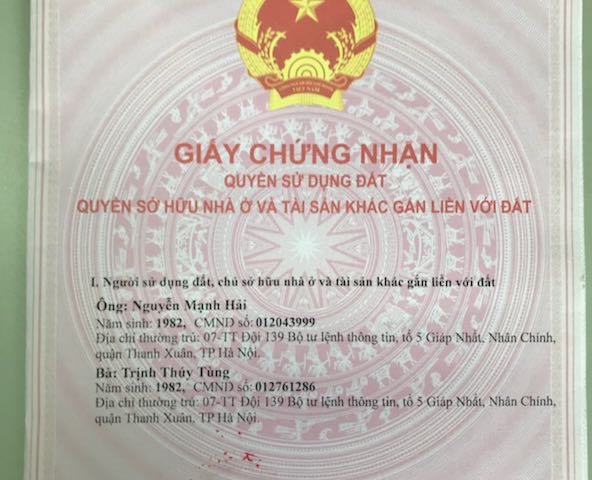 VIỆT NAM
GIẤY CHỨNG NHẬN
QUYỀN SỬ DỤNG ĐẤT
QUYỀN SỞ HỮU NHÀ Ở VÀ TÀI SẢN KHÁC GẮN LIỀN VỚI ĐẤT
I. Người sử dụng đất, chủ sở hữu nhà ở và tài sản khác gắn liền với đất
Ông: Nguyễn Mạnh Hải
Năm sinh: 1982, CMND số: 012043999
Địa chỉ thường trú: 07-TT Đội 139 Bộ tư lệnh thông tin, tổ 5 Giáp Nhất, Nhân Chính,
quận Thanh Xuân, TP Hà Nội.
Bà: Trịnh Thúy Tùng
Năm sinh: 1982, CMND số: 012761286
Địa chỉ thường trú: 07-TT Đội 139 Bộ tư lệnh thông tin, tổ 5 Giáp Nhất, Nhân Chính,
quận Thanh Xuân, TP Hà Nội.